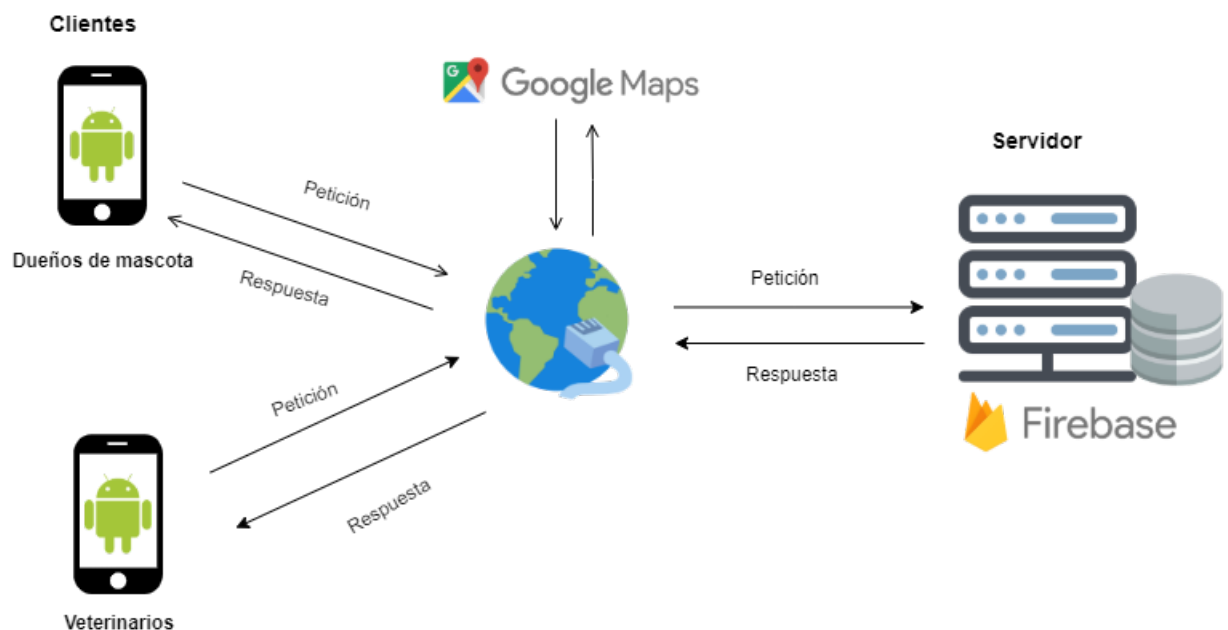 Clientes
G
Google Maps
Servidor
Petición
Dueños de mascota
Respuesta
Petición
Respuesta
Petición
Respuesta
Firebase
Veterinarios